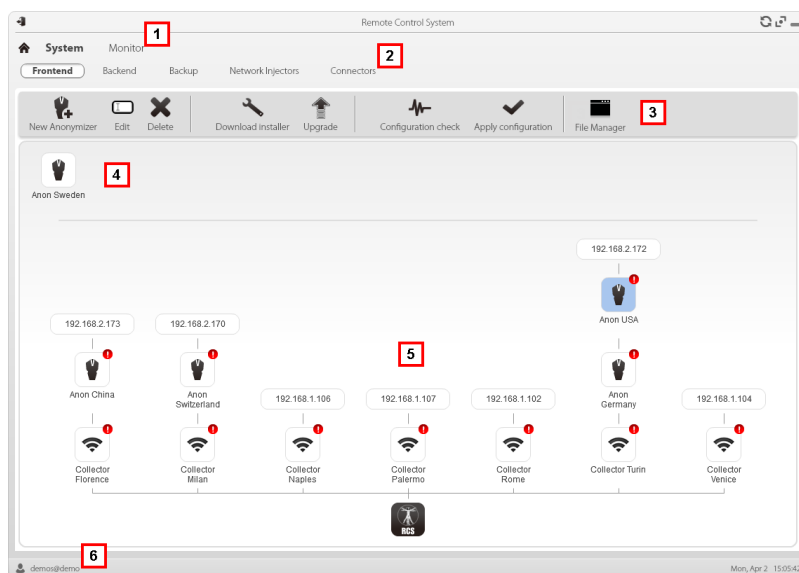 Remote Control System
1
System Monitor
2
Frontend Backend Backup Network Injectors Connectors
New Anonymizer Edit Delete Download installer Upgrade Configuration check Apply configuration File Manager
3
4
Anon Sweden
192.168.2.172
Anon USA
192.168.2.173 192.168.2.170
5
Anon China
Anon Switzerland
192.168.1.106 192.168.1.107 192.168.1.102
Anon Germany
192.168.1.104
Collector Florence
Collector Milan
Collector Naples
Collector Palermo
Collector Rome
Collector Turin
Collector Venice
RCS
6
demos@demo
Mon, Apr 2 15:05:42